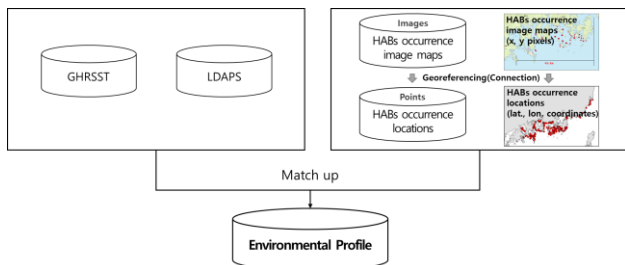 GHRSST
LDAPS
Images
HABs occurrence
image maps
HABs occurrence
image maps
(x, y pixels)
Georeferencing(Connection)
Points
HABs occurrence
locations
HABs occurrence
locations
(lat., lon, coordinates)
Match up
Environmental Profile